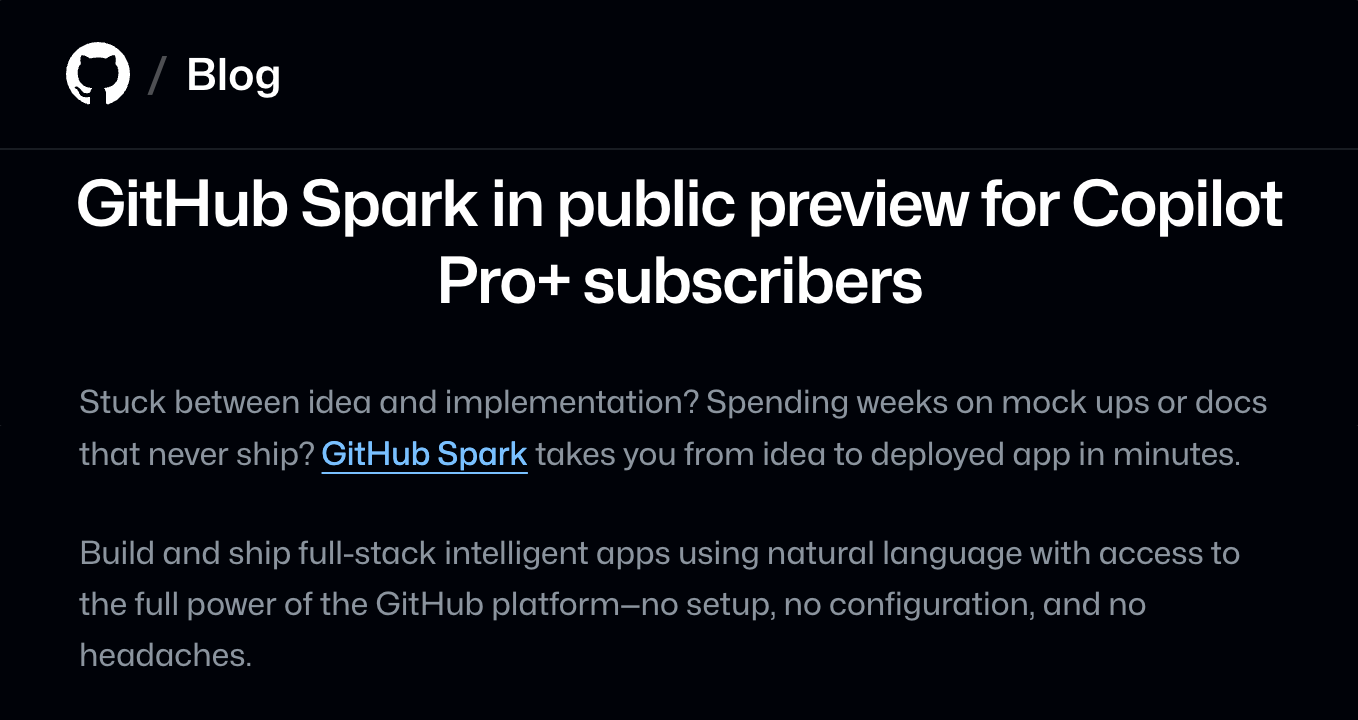 / Blog
GitHub Spark in public preview for Copilot
Pro+ subscribers
Stuck between idea and implementation? Spending weeks on mock ups or docs
that never ship? GitHub Spark takes you from idea to deployed app in minutes.
Build and ship full-stack intelligent apps using natural language with access to
the full power of the GitHub platform—no setup, no configuration, and no
headaches.